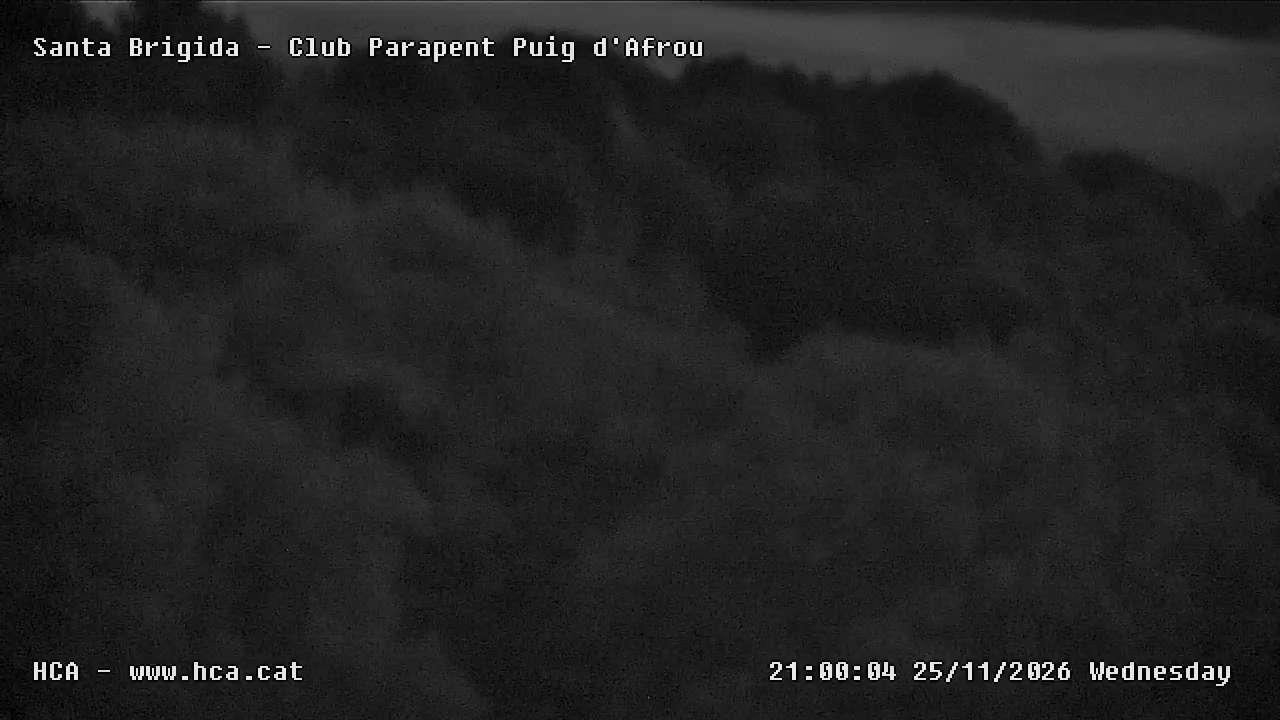 Santa Brigida - Club Parapent Puig d'Afrou
HCA - www.hca.cat
21:00:04 25/11/2026 Wednesday